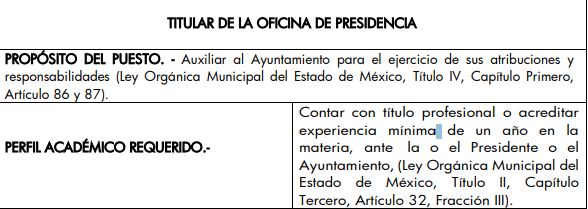 TITULAR DE LA OFICINA DE PRESIDENCIA
PROPÓSITO DEL PUESTO. - Auxiliar al Ayuntamiento para el ejercicio de sus atribuciones y
responsabilidades (Ley Orgánica Municipal del Estado de México, Título IV, Capítulo Primero,
Artículo 86 y 87).
PERFIL ACADÉMICO REQUERIDO.-
Contar con título profesional o acreditar
experiencia mínima de un año en la
materia, ante la o el Presidente o el
Ayuntamiento, (Ley Orgánica Municipal del
Estado de México, Título II, Capítulo
Tercero, Artículo 32, Fracción III).